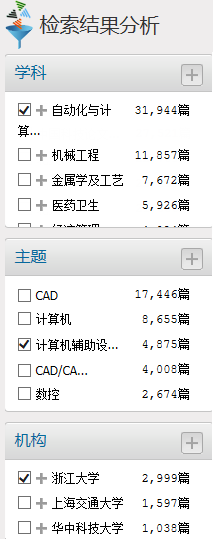 检索结果分析
学科
自动化与计 31,944篇
算...
机械工程 11,857篇
金属学及工艺 7,672篇
医药卫生 5,926篇
主题
CAD 17,446篇
计算机 8,655篇
计算机辅助设... 4,875篇
CAD/CA... 4,008篇
数控 2,674篇
机构
浙江大学 2,999篇
上海交通大学 1,597篇
华中科技大学 1,038篇